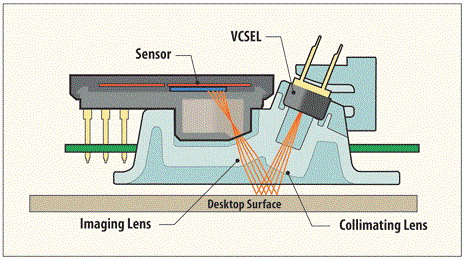 VCSEL
Sensor
Desktop Surface
Imaging Lens
Collimating Lens